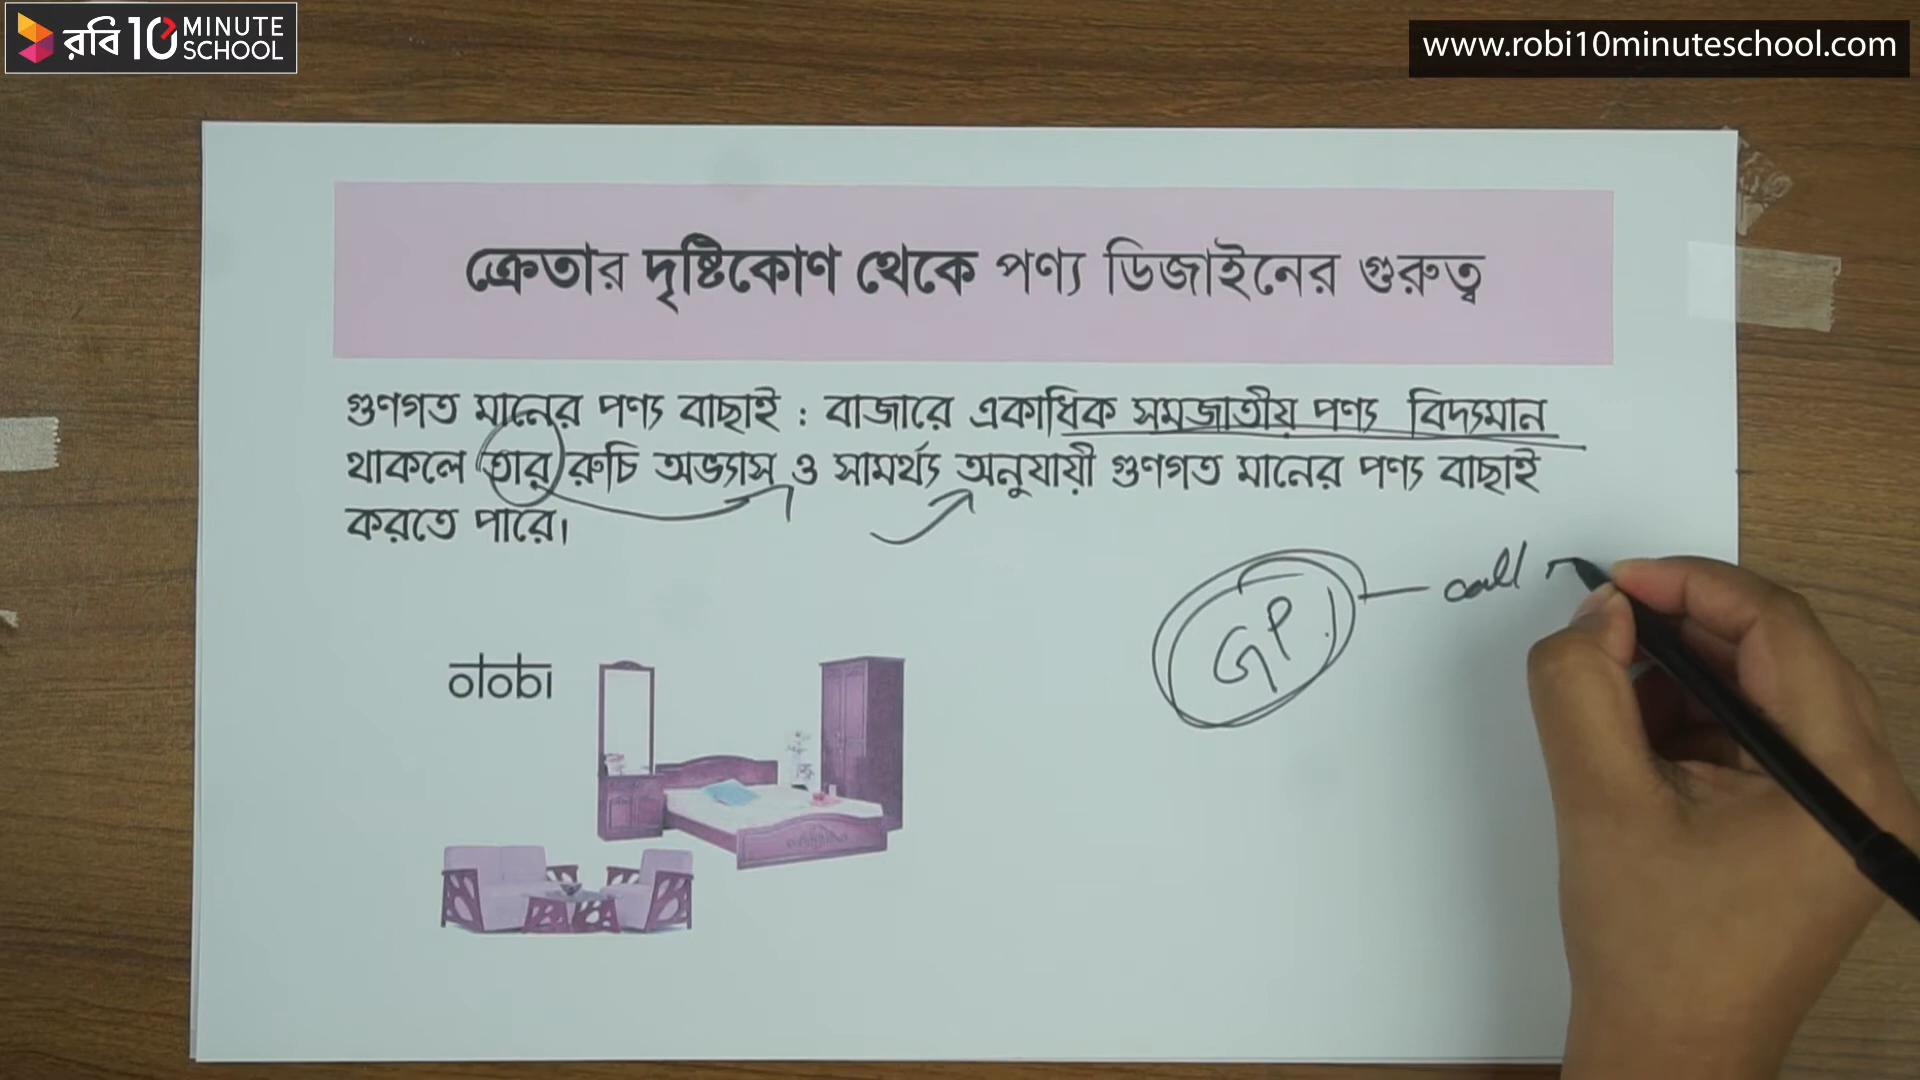 রবি 10 MINUTE SCHOOL
www.robi10minuteschool.com
ক্রেতার দৃষ্টিকোণ থেকে পণ্য ডিজাইনের গুরুত্ব
গুণগত মানের পণ্য বাছাই : বাজারে একাধিক সমজাতীয় পণ্য বিদ্যমান
থাকলে তার রুচি অভ্যাস ও সামর্থ্য অনুযায়ী গুণগত মানের পণ্য বাছাই
করতে পারে।
GP
call
otobi